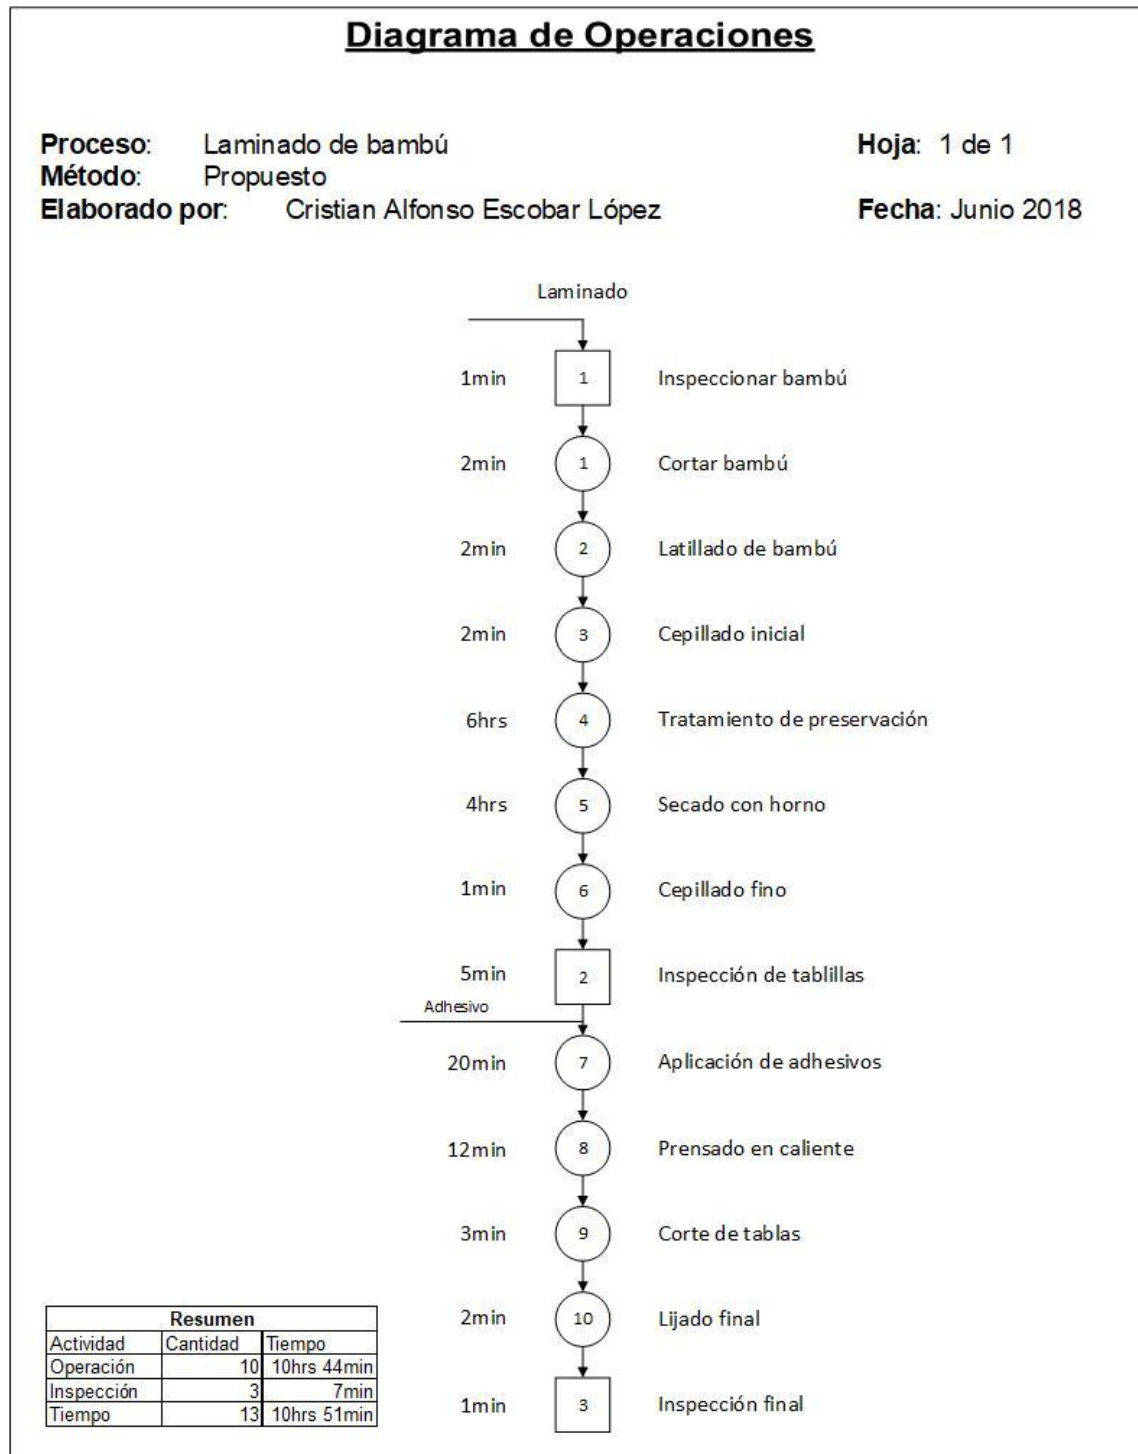 Diagrama de Operaciones
Proceso: Laminado de bambú Hoja: 1 de 1
Método: Propuesto
Elaborado por: Cristian Alfonso Escobar López Fecha: Junio 2018
Laminado
1min 1 Inspeccionar bambú
2min 1 Cortar bambú
2min 2 Latillado de bambú
2min 3 Cepillado inicial
6hrs 4 Tratamiento de preservación
4hrs 5 Secado con horno
1min 6 Cepillado fino
5min 2 Inspección de tablillas
Adhesivo
20min 7 Aplicación de adhesivos
12min 8 Prensado en caliente
3min 9 Corte de tablas
2min 10 Lijado final
1min 3 Inspección final
Resumen
Actividad Cantidad Tiempo
Operación 10 10hrs 44min
Inspección 3 7min
Tiempo 13 10hrs 51min